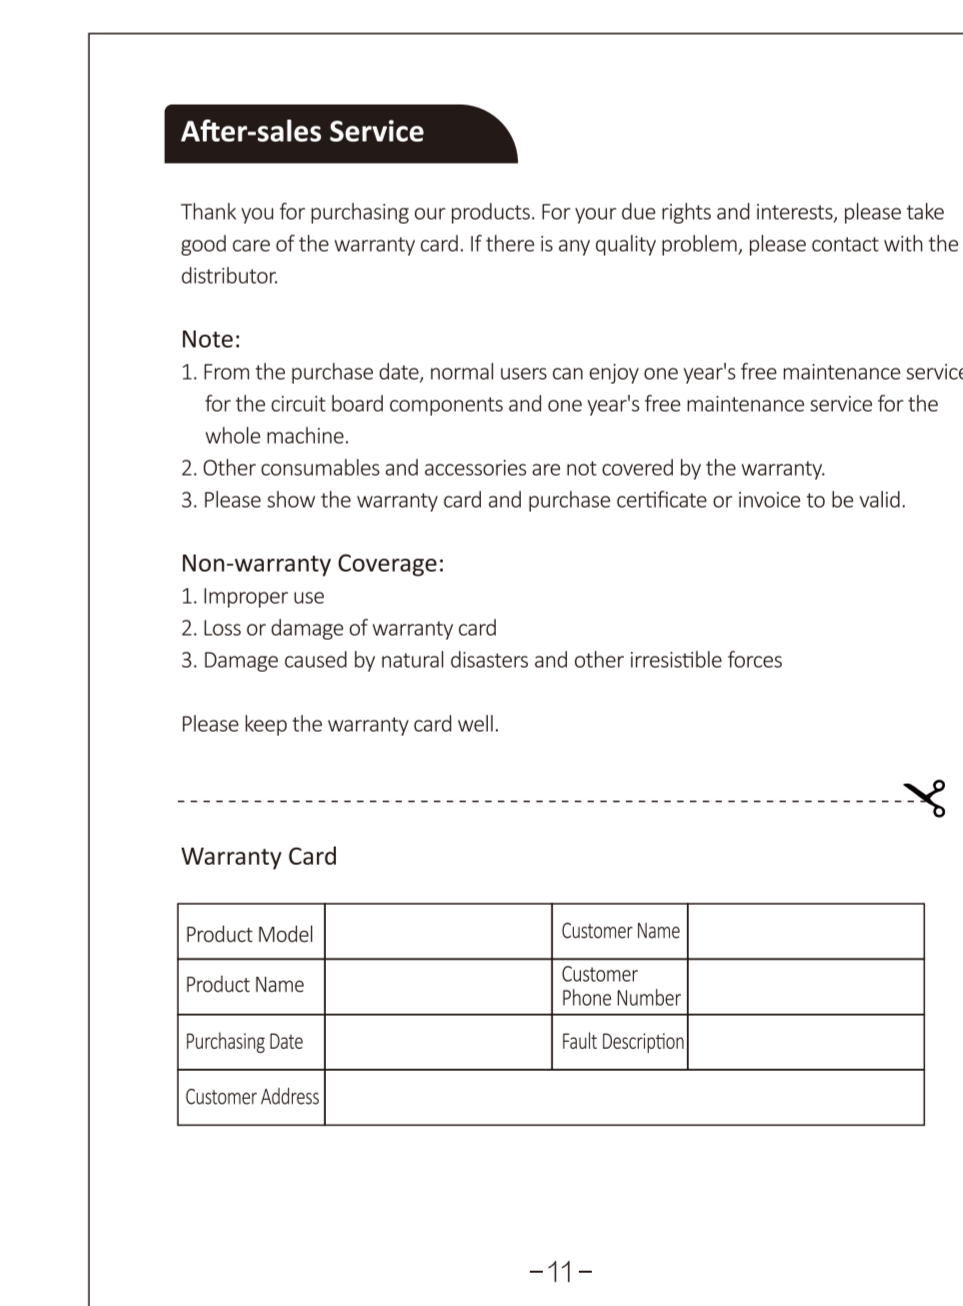 After-sales Service
Thank you for purchasing our products. For your due rights and interests, please take
good care of the warranty card. If there is any quality problem, please contact with the
distributor.
Note:
1. From the purchase date, normal users can enjoy one year's free maintenance service
for the circuit board components and one year's free maintenance service for the
whole machine.
2. Other consumables and accessories are not covered by the warranty.
3. Please show the warranty card and purchase certificate or invoice to be valid.
Non-warranty Coverage:
1. Improper use
2. Loss or damage of warranty card
3. Damage caused by natural disasters and other irresistible forces
Please keep the warranty card well.
Warranty Card
Product Model
Customer Name
Product Name
Customer
Phone Number
Purchasing Date
Fault Description
Customer Address
-11-